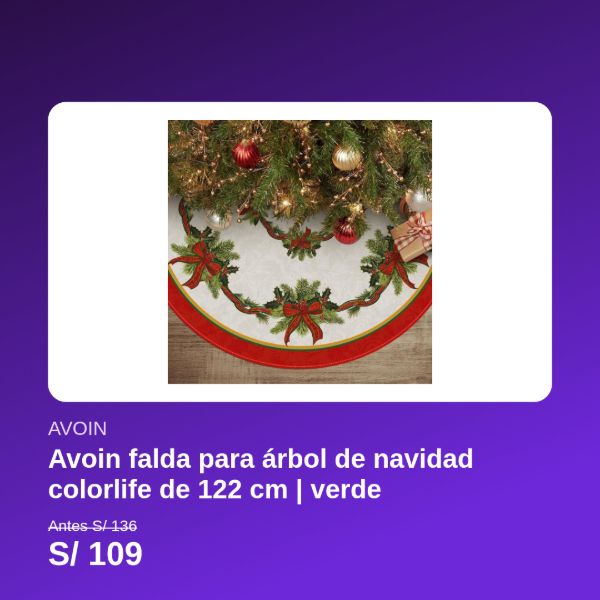 AVOIN
Avoin falda para árbol de navidad
colorlife de 122 cm | verde
Antes S/ 136
S/ 109